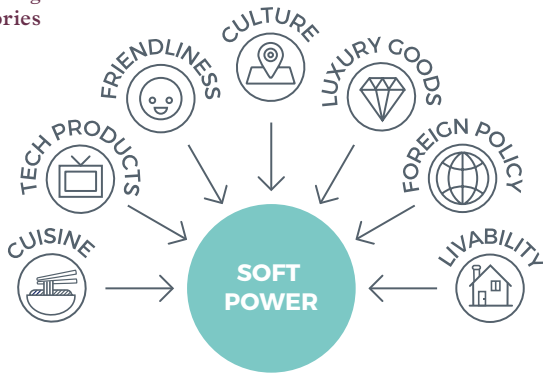 ories
CULTURE
FRIENDLINESS
LUXURY GOODS
TECH PRODUCTS
FOREIGN POLICY
CUISINE
LIVABILITY
SOFT
POWER